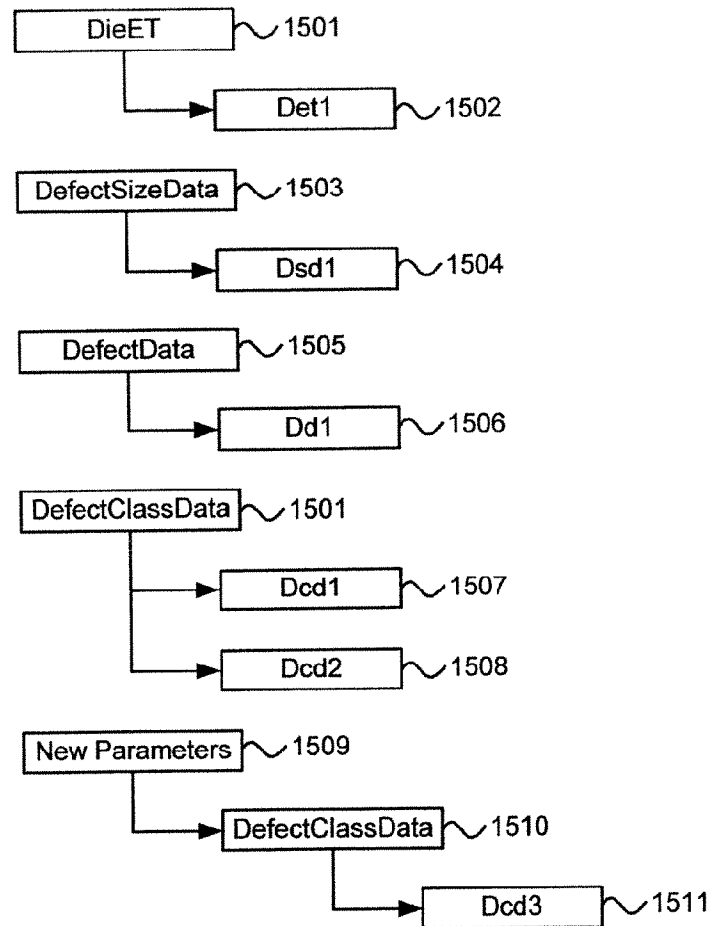 DieET 1501
Det1 1502
DefectSizeData 1503
Dsd1 1504
DefectData 1505
Dd1 1506
DefectClassData 1501
Dcd1 1507
Dcd2 1508
New Parameters 1509
DefectClassData 1510
Dcd3 1511